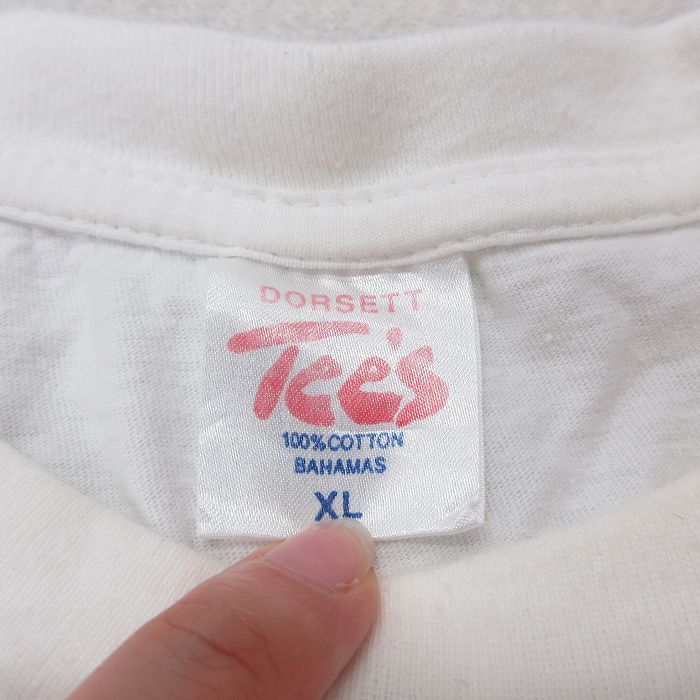 DORSETT
Tee's
100% COTTON
BAHAMAS
XL